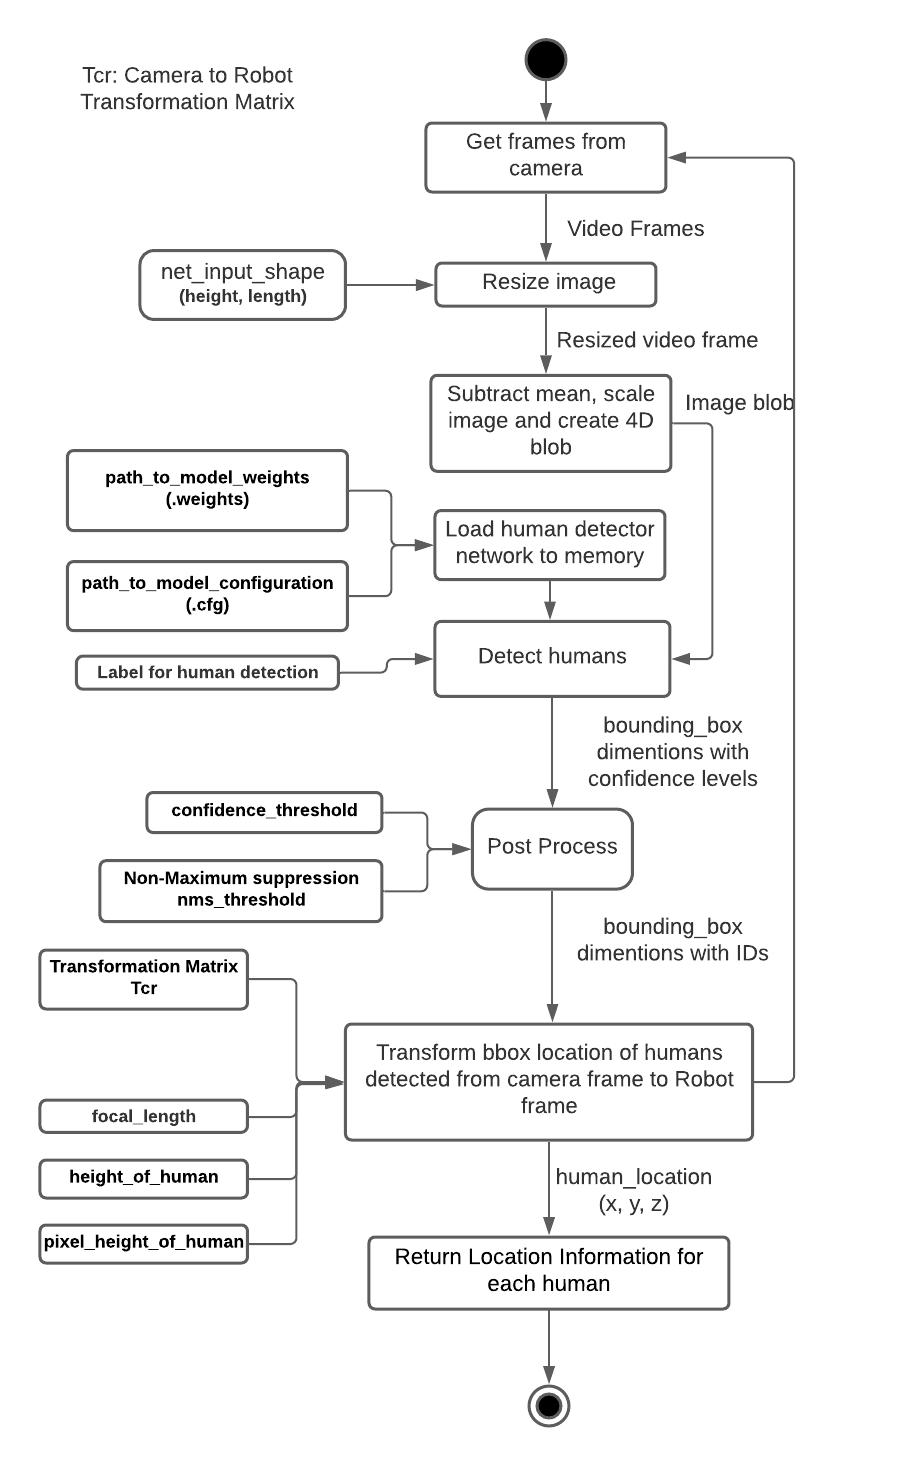 Tcr: Camera to Robot
Transformation Matrix
Get frames from
camera
Video Frames
net_input_shape
(height, length)
Resize image
Resized video frame
Subtract mean, scale
image and create 4D
blob
Image blob
path_to_model_weights
(.weights)
Load human detector
network to memory
path_to_model_configuration
(.cfg)
Label for human detection
Detect humans
bounding_box
dimentions with
confidence levels
confidence_threshold
Post Process
Non-Maximum suppression
nms_threshold
bounding_box
dimentions with IDs
Transformation Matrix
Tcr
Transform bbox location of humans
detected from camera frame to Robot
frame
focal_length
height_of_human
pixel_height_of_human
human_location
(x, y, z)
Return Location Information for
each human